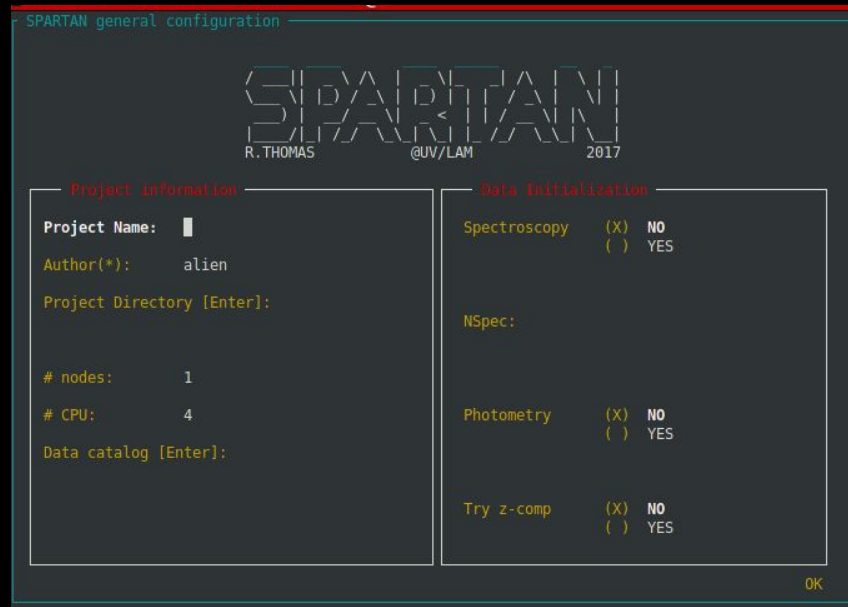 SPARTAN general configuration
SPARTAN
R.THOMAS @UV/LAM 2017
Project information
Project Name:
Author(*): alien
Project Directory [Enter]:
# nodes: 1
# CPU: 4
Data catalog [Enter]:
Data Initialization
Spectroscopy (X) NO
( ) YES
NSpec:
Photometry (X) NO
( ) YES
Try z-comp (X) NO
( ) YES
OK